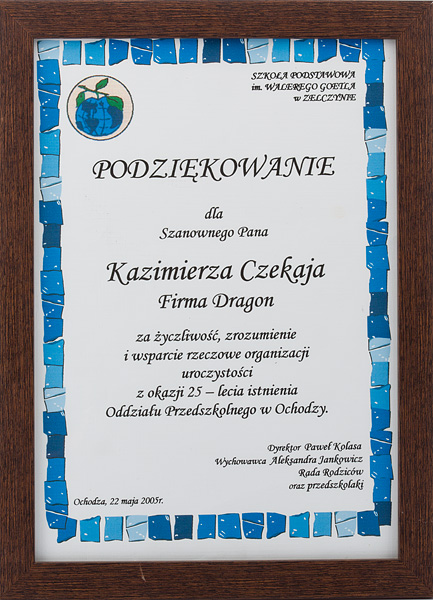 SZKOŁA PODSTAWOWA
im. WALEREGO GOETLA
w ZELCZYNIE
PODZIĘKOWANIE
dla
Szanownego Pana
Kazimierza Czekaja
Firma Dragon
za życzliwość, zrozumienie
i wsparcie rzeczowe organizacji
uroczystości
z okazji 25 – lecia istnienia
Oddziału Przedszkolnego w Ochodzy.
Dyrektor Paweł Kolasa
Wychowawca Aleksandra Jankowicz
Rada Rodziców
oraz przedszkolaki
Ochodza, 22 maja 2005r.